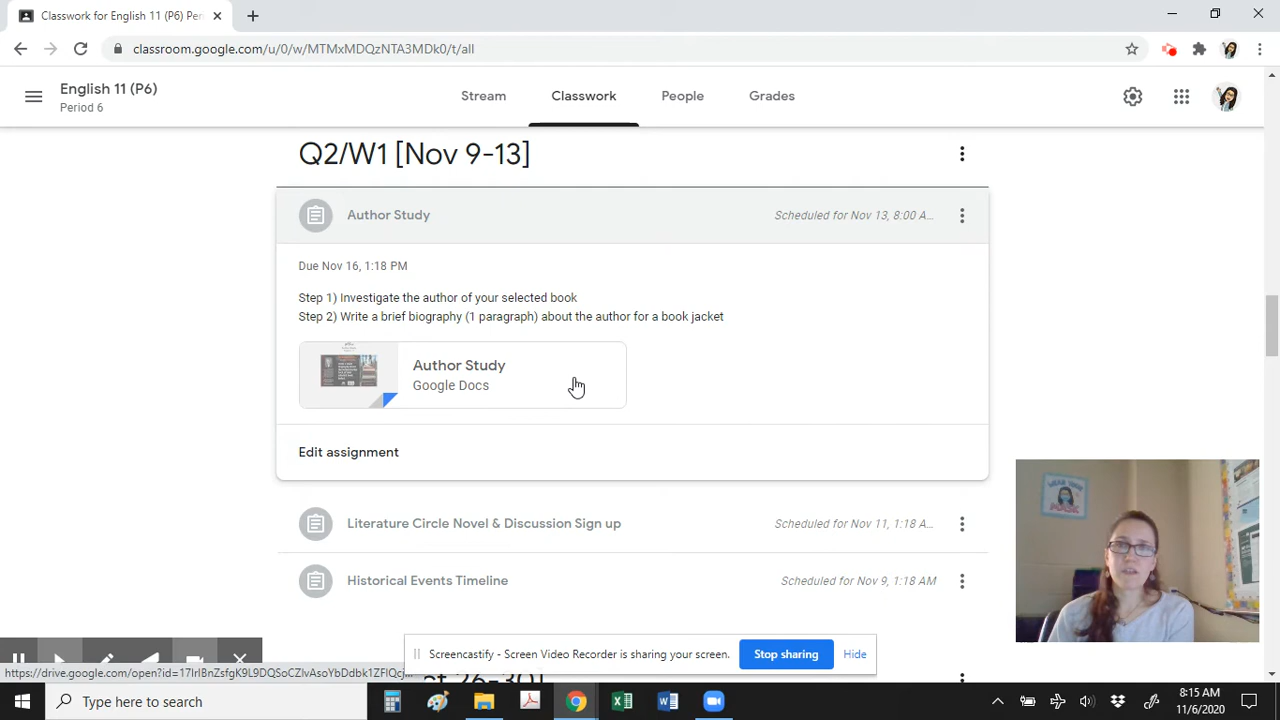 Classwork for English 11 (P6) Per
classroom.google.com/u/0/w/MTMxMDQzNTA3MDk0/t/all
English 11 (P6)
Period 6
Stream
Classwork
People
Grades
Q2/W1 [Nov 9-13]
Author Study
Scheduled for Nov 13, 8:00 A...
Due Nov 16, 1:18 PM
Step 1) Investigate the author of your selected book
Step 2) Write a brief biography (1 paragraph) about the author for a book jacket
Author Study
Google Docs
Edit assignment
Literature Circle Novel & Discussion Sign up
Scheduled for Nov 11, 1:18 A...
Historical Events Timeline
Scheduled for Nov 9, 1:18 AM
WEAR YOUR
Screencastify - Screen Video Recorder is sharing your screen.
Stop sharing
Hide
Type here to search
8:15 AM
11/6/2020